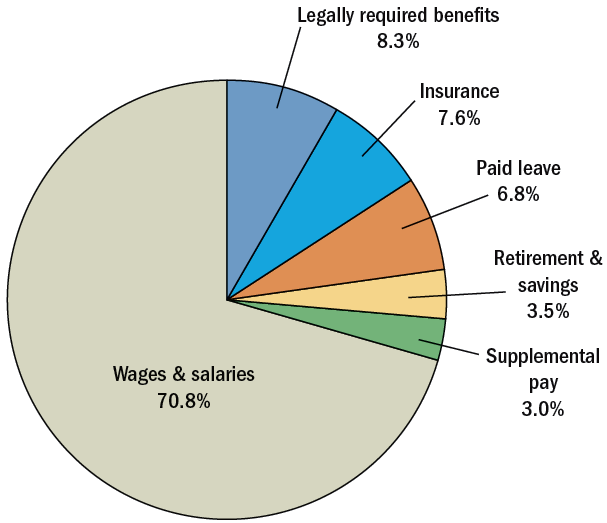 Legally required benefits
8.3%
Insurance
7.6%
Paid leave
6.8%
Retirement &
savings
3.5%
Supplemental
pay
3.0%
Wages & salaries
70.8%